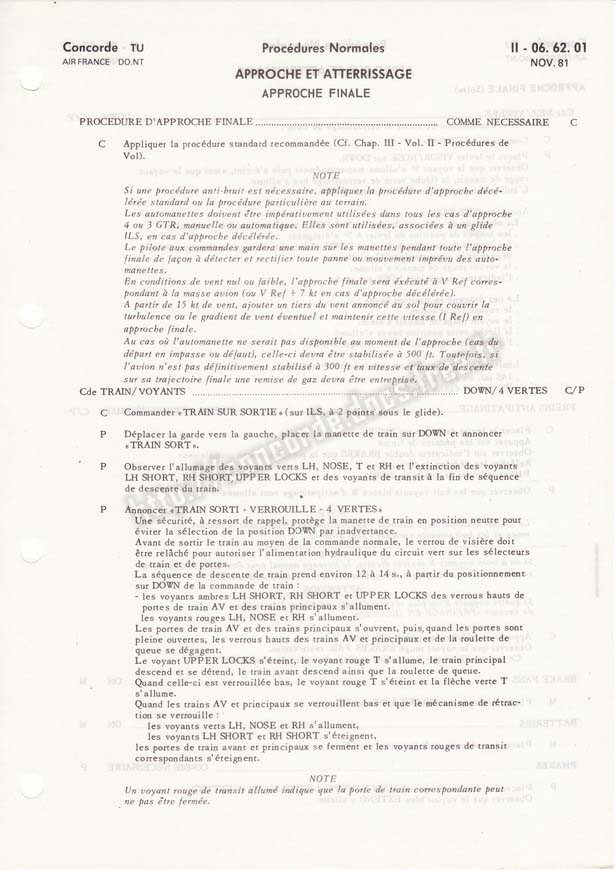 Concorde TU Procédures Normales II - 06. 62. 01
AIR FRANCE DO.NT NOV. 81
APPROCHE ET ATTERRISSAGE
APPROCHE FINALE
PROCEDURE D'APPROCHE FINALE ........................................ COMME NECESSAIRE C
C Appliquer la procédure standard recommandée (Cf. Chap. III - Vol. II - Procédures de
Vol).
NOTE
Si une procédure anti-bruit est nécessaire, appliquer la procédure d'approche décé-
lérée standard ou la procédure particulière au terrain.
Les automanettes doivent être impérativement utilisées dans tous les cas d'approche
4 ou 3 GTR, manuelle ou automatique. Elles sont utilisées, associées à un glide
ILS, en cas d'approche décélérée.
Le pilote aux commandes gardera une main sur les manettes pendant toute l'approche
finale de façon à détecter et rectifier toute panne ou mouvement imprévu des auto-
manettes.
En conditions de vent nul ou faible, l'approche finale sera éxécuté à V Ref corres-
pondant à la masse avion (ou V Ref + 7 kt en cas d'approche décélérée).
A partir de 15 kt de vent, ajouter un tiers du vent annoncé au sol pour couvrir la
turbulence ou le gradient de vent éventuel et maintenir cette vitesse (I Ref) en
approche finale.
Au cas où l'automanette ne serait pas disponible au moment de l'approche (cas du
départ en impasse ou défaut), celle-ci devra être stabilisée à 500 ft. Toutefois, si
l'avion n'est pas définitivement stabilisé à 300 ft en vitesse et taux de descente
sur sa trajectoire finale une remise de gaz devra être entreprise.
Cde TRAIN/VOYANTS ........................................ DOWN/4 VERTES C/P
C Commander «TRAIN SUR SORTIE» (sur ILS, à 2 points sous le glide).
P Déplacer la garde vers la gauche, placer la manette de train sur DOWN et annoncer
«TRAIN SORT».
P Observer l'allumage des voyants verts LH, NOSE, T et RH et l'extinction des voyants
LH SHORT, RH SHORT, UPPER LOCKS et des voyants de transit à la fin de séquence
de descente du train.
P Annoncer «TRAIN SORTI - VERROUILLE - 4 VERTES»
Une sécurité, à ressort de rappel, protège la manette de train en position neutre pour
éviter la sélection de la position DOWN par inadvertance.
Avant de sortir le train au moyen de la commande normale, le verrou de visière doit
être relâché pour autoriser l'alimentation hydraulique du circuit vert sur les sélecteurs
de train et de portes.
La séquence de descente de train prend environ 12 à 14 s., à partir du positionnement
sur DOWN de la commande de train :
- les voyants ambres LH SHORT, RH SHORT et UPPER LOCKS des verrous hauts de
portes de train AV et des trains principaux s'allument.
les voyants rouges LH, NOSE et RH s'allument.
Les portes de train AV et des trains principaux s'ouvrent, puis, quand les portes sont
pleine ouvertes, les verrous hauts des trains AV et principaux et de la roulette de
queue se dégagent.
Le voyant UPPER LOCKS s'éteint, le voyant rouge T s'allume, le train principal
descend et se détend, le train avant descend ainsi que la roulette de queue.
Quand celle-ci est verrouillée bas, le voyant rouge T s'éteint et la flèche verte T
s'allume.
Quand les trains AV et principaux se verrouillent bas et que le mécanisme de rétrac-
tion se verrouille :
les voyants verts LH, NOSE et RH s'allument,
les voyants LH SHORT et RH SHORT s'éteignent,
les portes de train avant et principaux se ferment et les voyants rouges de transit
correspondants s'éteignent.
NOTE
Un voyant rouge de transit allumé indique que la porte de train correspondante peut
ne pas être fermée.